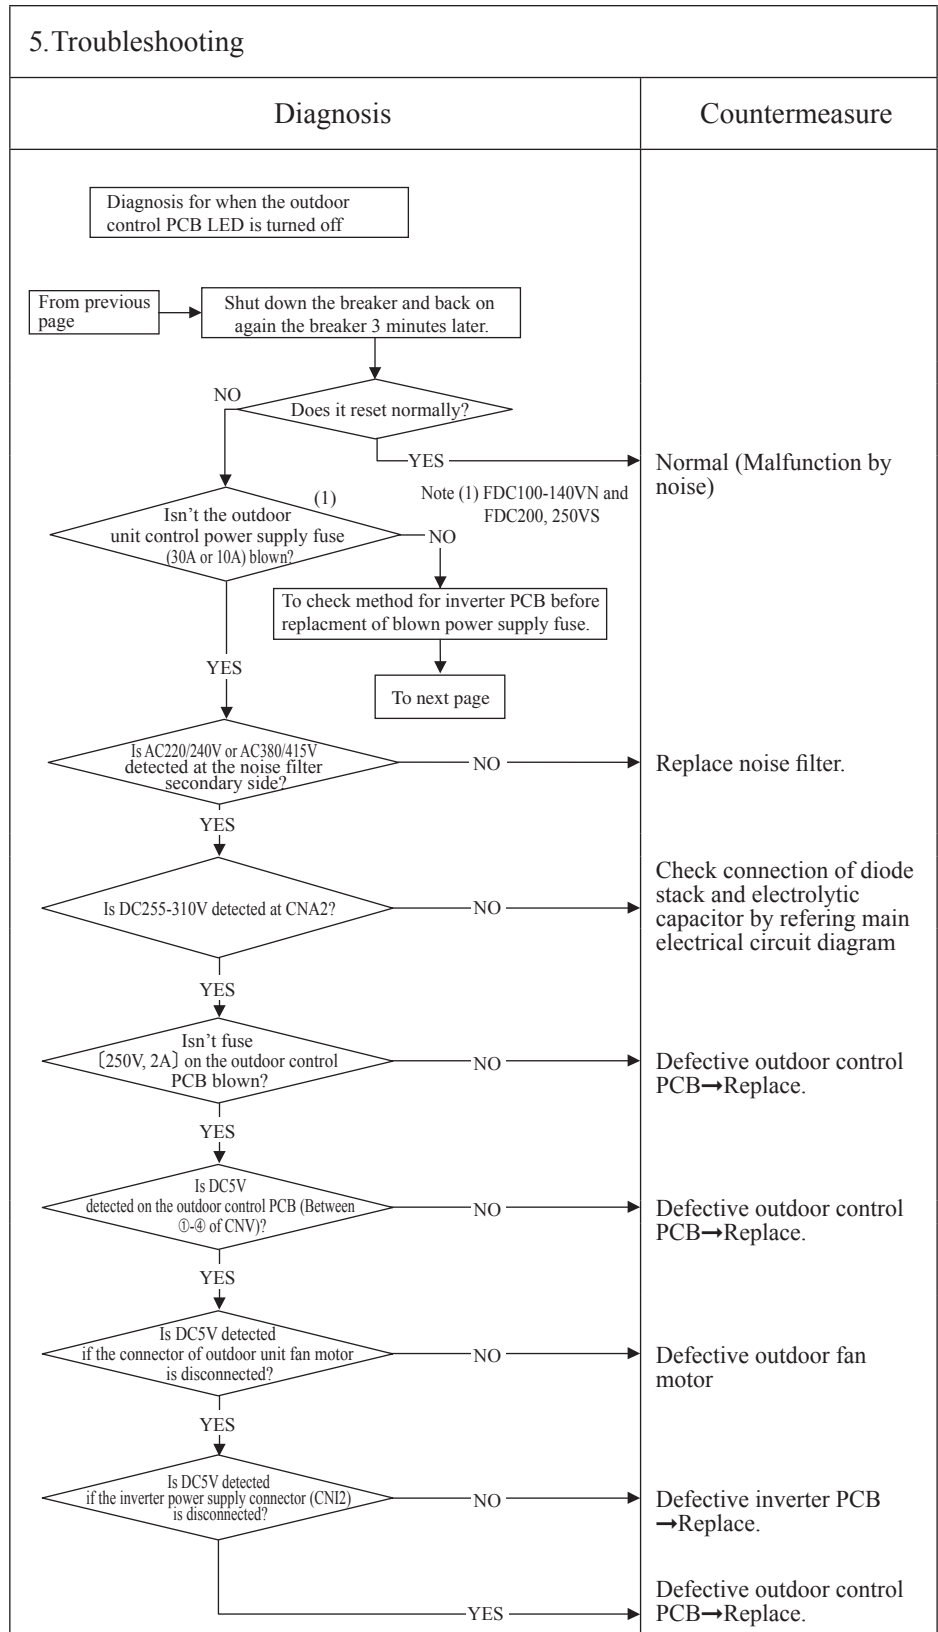 5.Troubleshooting
Diagnosis
Countermeasure
Diagnosis for when the outdoor
control PCB LED is turned off
From previous
page
Shut down the breaker and back on
again the breaker 3 minutes later.
NO
Does it reset normally?
YES
Normal (Malfunction by
noise)
(1)
Note (1) FDC100-140VN and
FDC200, 250VS
Isn't the outdoor
unit control power supply fuse
(30A or 10A) blown?
NO
To check method for inverter PCB before
replacment of blown power supply fuse.
YES
To next page
Is AC220/240V or AC380/415V
detected at the noise filter
secondary side?
NO
Replace noise filter.
YES
Is DC255-310V detected at CNA2?
NO
Check connection of diode
stack and electrolytic
capacitor by refering main
electrical circuit diagram
YES
Isn't fuse
〔250V, 2A〕 on the outdoor control
PCB blown?
NO
Defective outdoor control
PCB→Replace.
YES
Is DC5V
detected on the outdoor control PCB (Between
①-④ of CNV)?
NO
Defective outdoor control
PCB→Replace.
YES
Is DC5V detected
if the connector of outdoor unit fan motor
is disconnected?
NO
Defective outdoor fan
motor
YES
Is DC5V detected
if the inverter power supply connector (CNI2)
is disconnected?
NO
Defective inverter PCB
→Replace.
YES
Defective outdoor control
PCB→Replace.